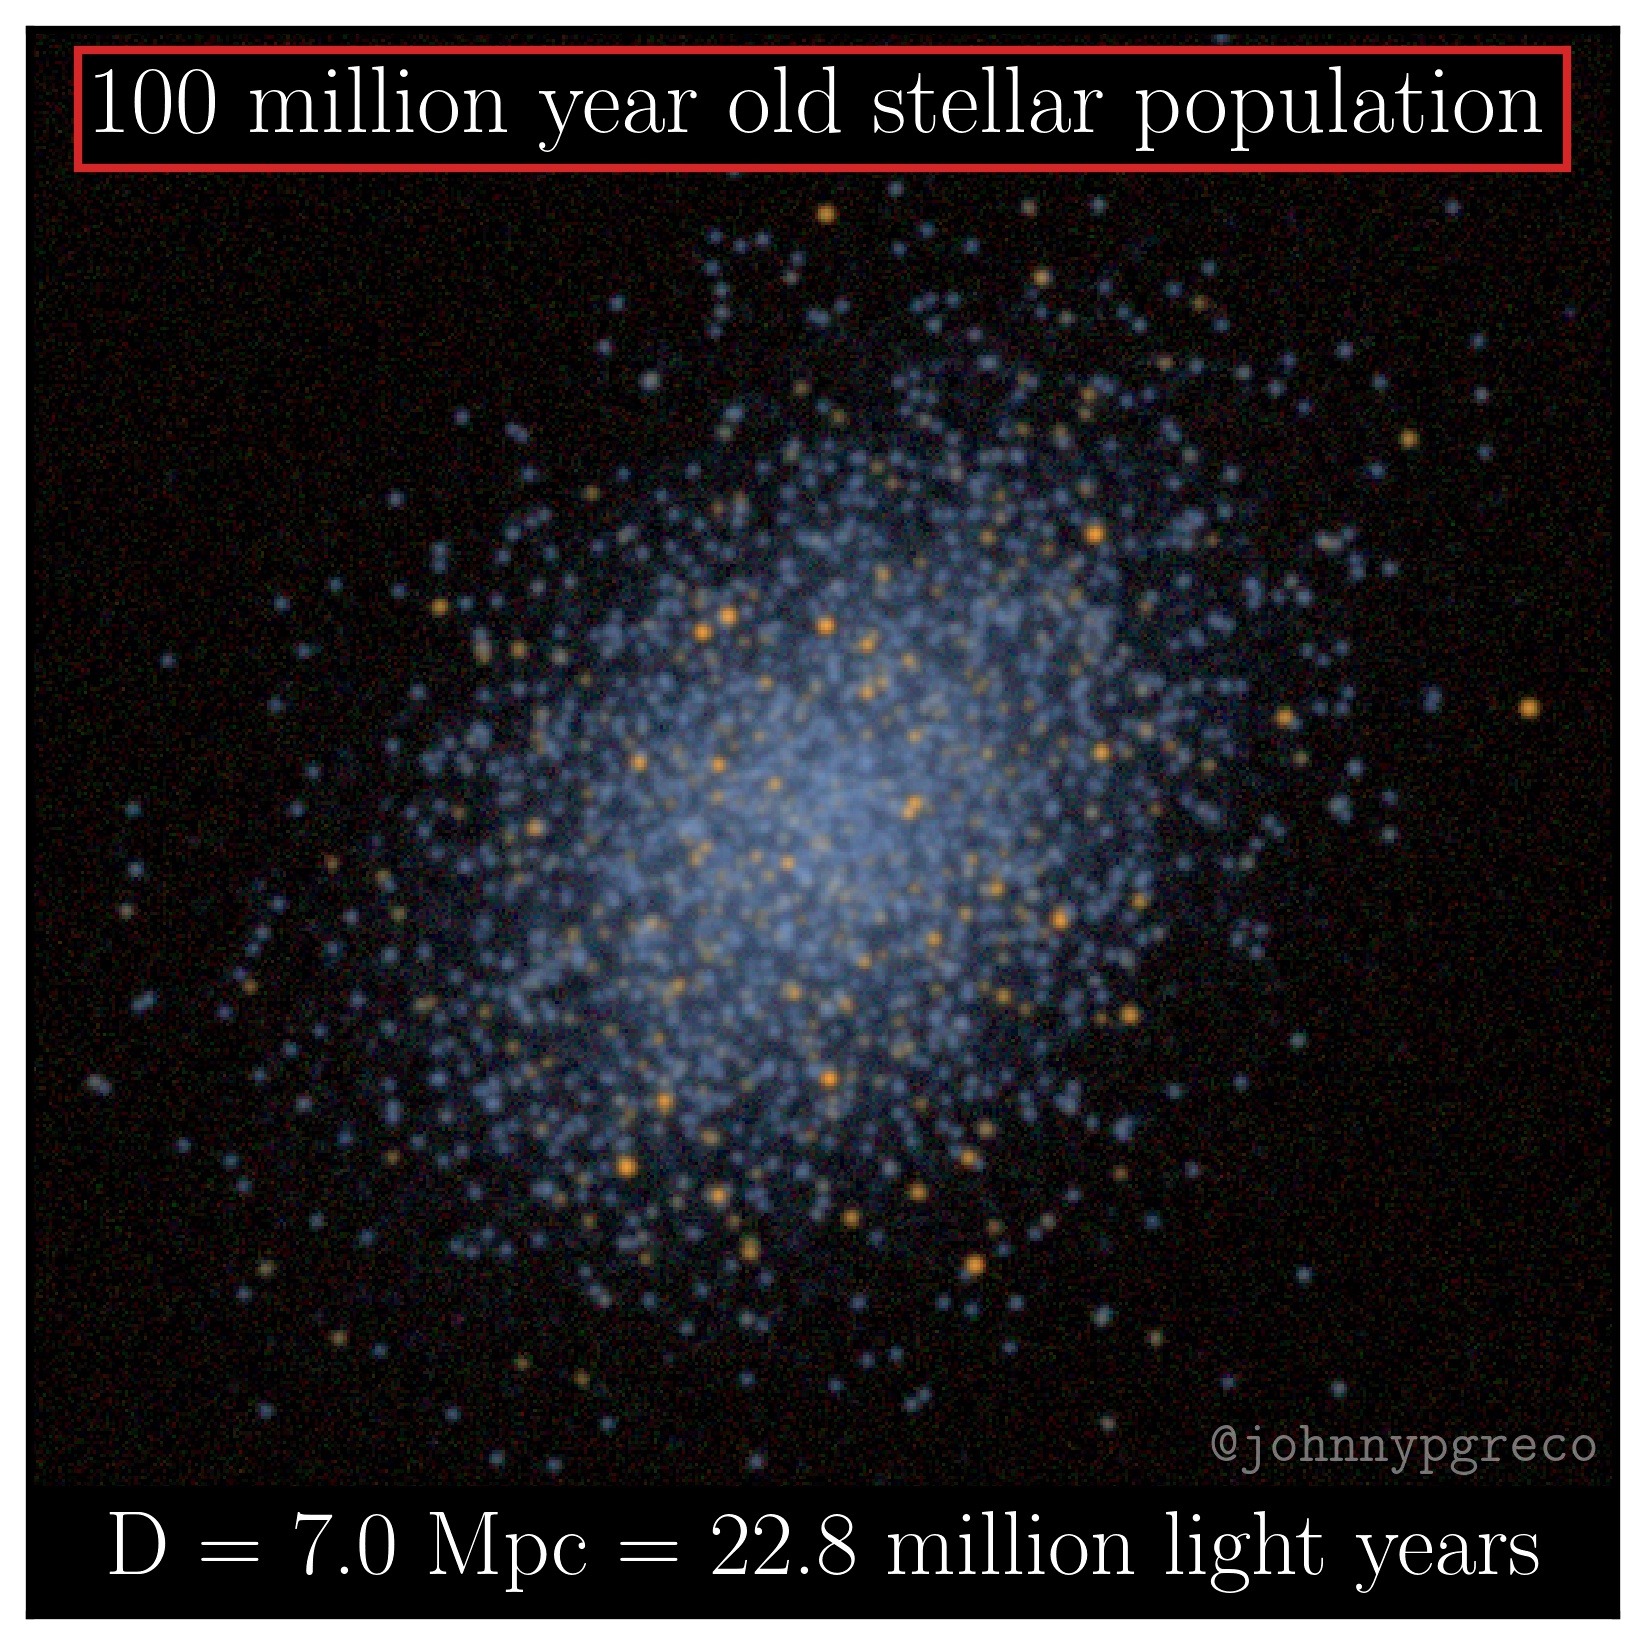 100 million year old stellar population
@johnnypgreco
D = 7.0 Mpc = 22.8 million light years